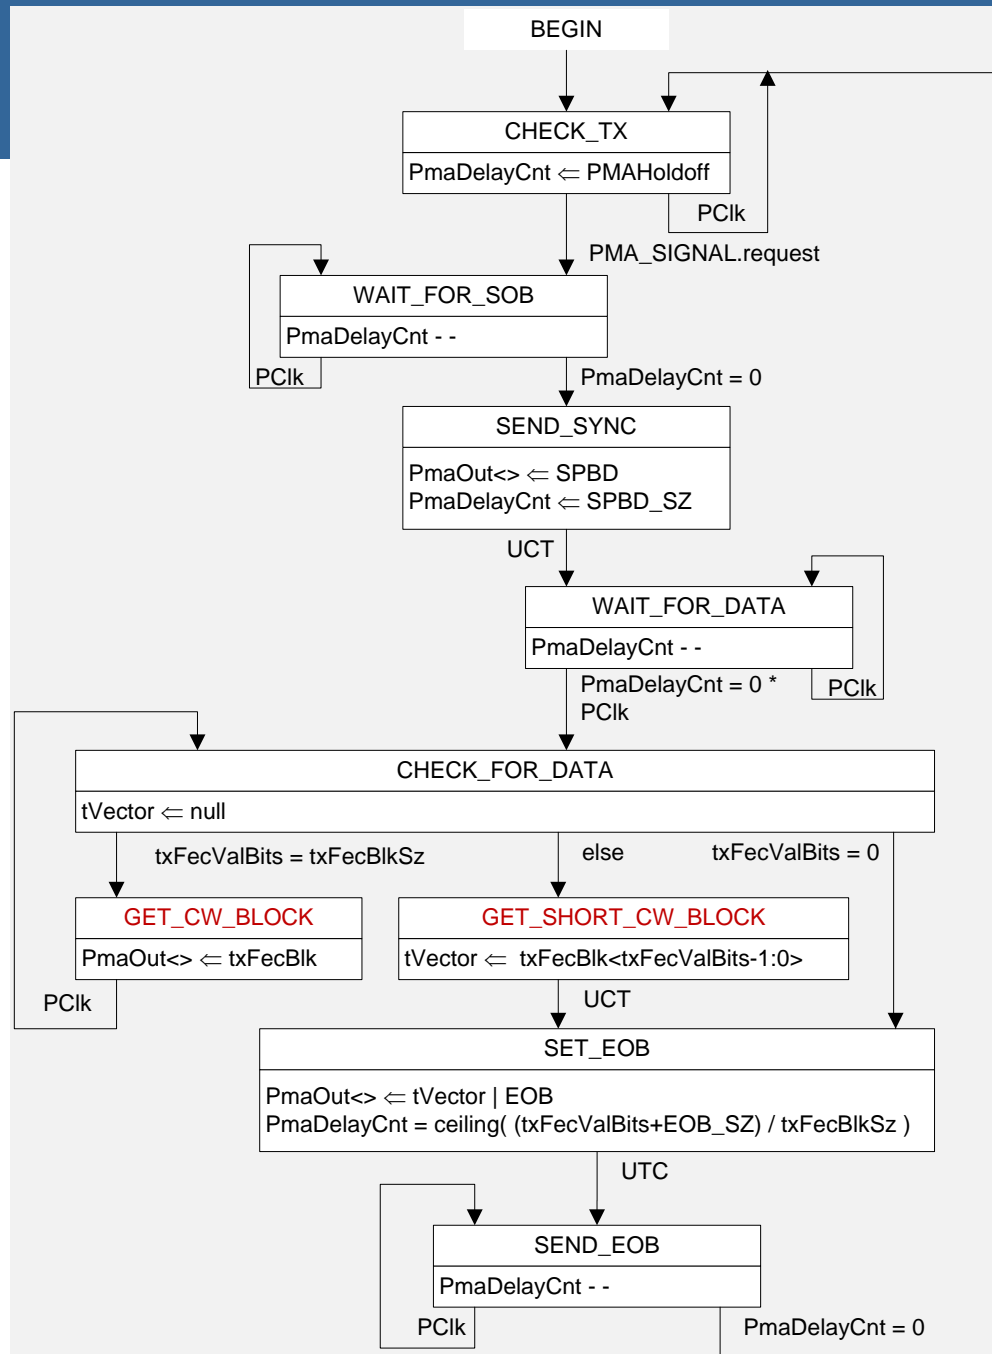 BEGIN
CHECK_TX
PmaDelayCnt ⇐ PMAHoldoff
PClk
PMA_SIGNAL.request
WAIT_FOR_SOB
PmaDelayCnt - -
PClk
PmaDelayCnt = 0
SEND_SYNC
PmaOut<> ⇐ SPBD
PmaDelayCnt ⇐ SPBD_SZ
UCT
WAIT_FOR_DATA
PmaDelayCnt - -
PmaDelayCnt = 0 *
PClk
PClk
CHECK_FOR_DATA
tVector ⇐ null
txFecValBits = txFecBlkSz
else
txFecValBits = 0
GET_CW_BLOCK
PmaOut<> ⇐ txFecBlk
PClk
GET_SHORT_CW_BLOCK
tVector ⇐ txFecBlk<txFecValBits-1:0>
UCT
SET_EOB
PmaOut<> ⇐ tVector | EOB
PmaDelayCnt = ceiling( (txFecValBits+EOB_SZ) / txFecBlkSz )
UTC
SEND_EOB
PmaDelayCnt - -
PClk
PmaDelayCnt = 0